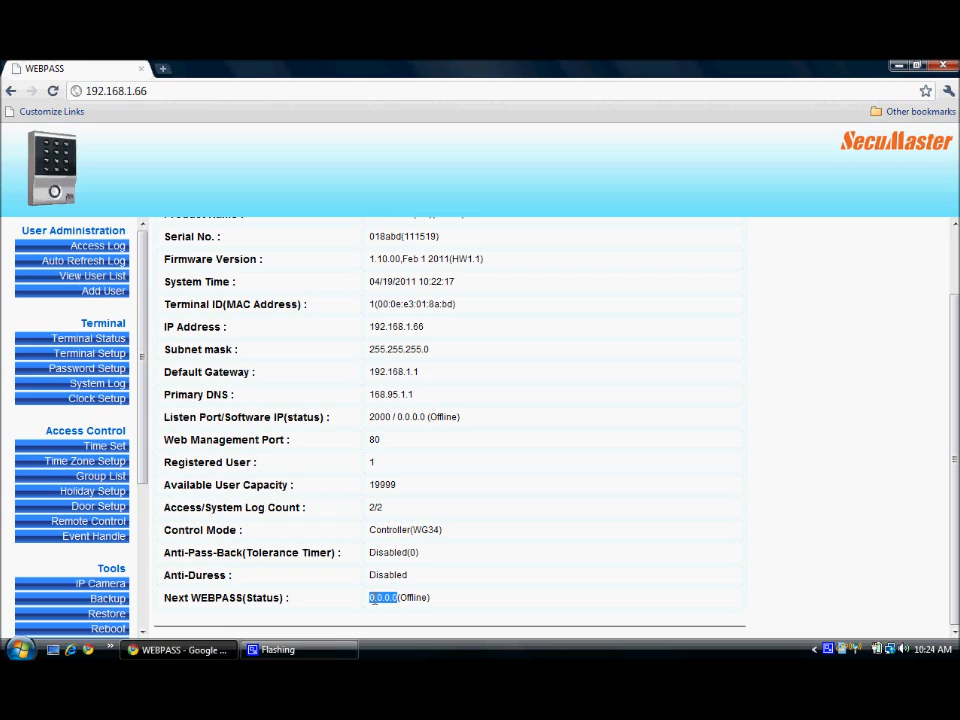 WEBPASS
192.168.1.66
Customize Links
Other bookmarks
SecuMaster
User Administration
Access Log
Auto Refresh Log
View User List
Add User
Terminal
Terminal Status
Terminal Setup
Password Setup
System Log
Clock Setup
Access Control
Time Set
Time Zone Setup
Group List
Holiday Setup
Door Setup
Remote Control
Event Handle
Tools
IP Camera
Backup
Restore
Reboot
Serial No. : 018abd(111519)
Firmware Version : 1.10.00,Feb 1 2011(HW1.1)
System Time : 04/19/2011 10:22:17
Terminal ID(MAC Address) : 1(00:0e:e3:01:8a:bd)
IP Address : 192.168.1.66
Subnet mask : 255.255.255.0
Default Gateway : 192.168.1.1
Primary DNS : 168.95.1.1
Listen Port/Software IP(status) : 2000 / 0.0.0.0 (Offline)
Web Management Port : 80
Registered User : 1
Available User Capacity : 19999
Access/System Log Count : 2/2
Control Mode : Controller(WG34)
Anti-Pass-Back(Tolerance Timer) : Disabled(0)
Anti-Duress : Disabled
Next WEBPASS(Status) : 0.0.0.0(Offline)
WEBPASS - Google ...
Flashing
10:24 AM